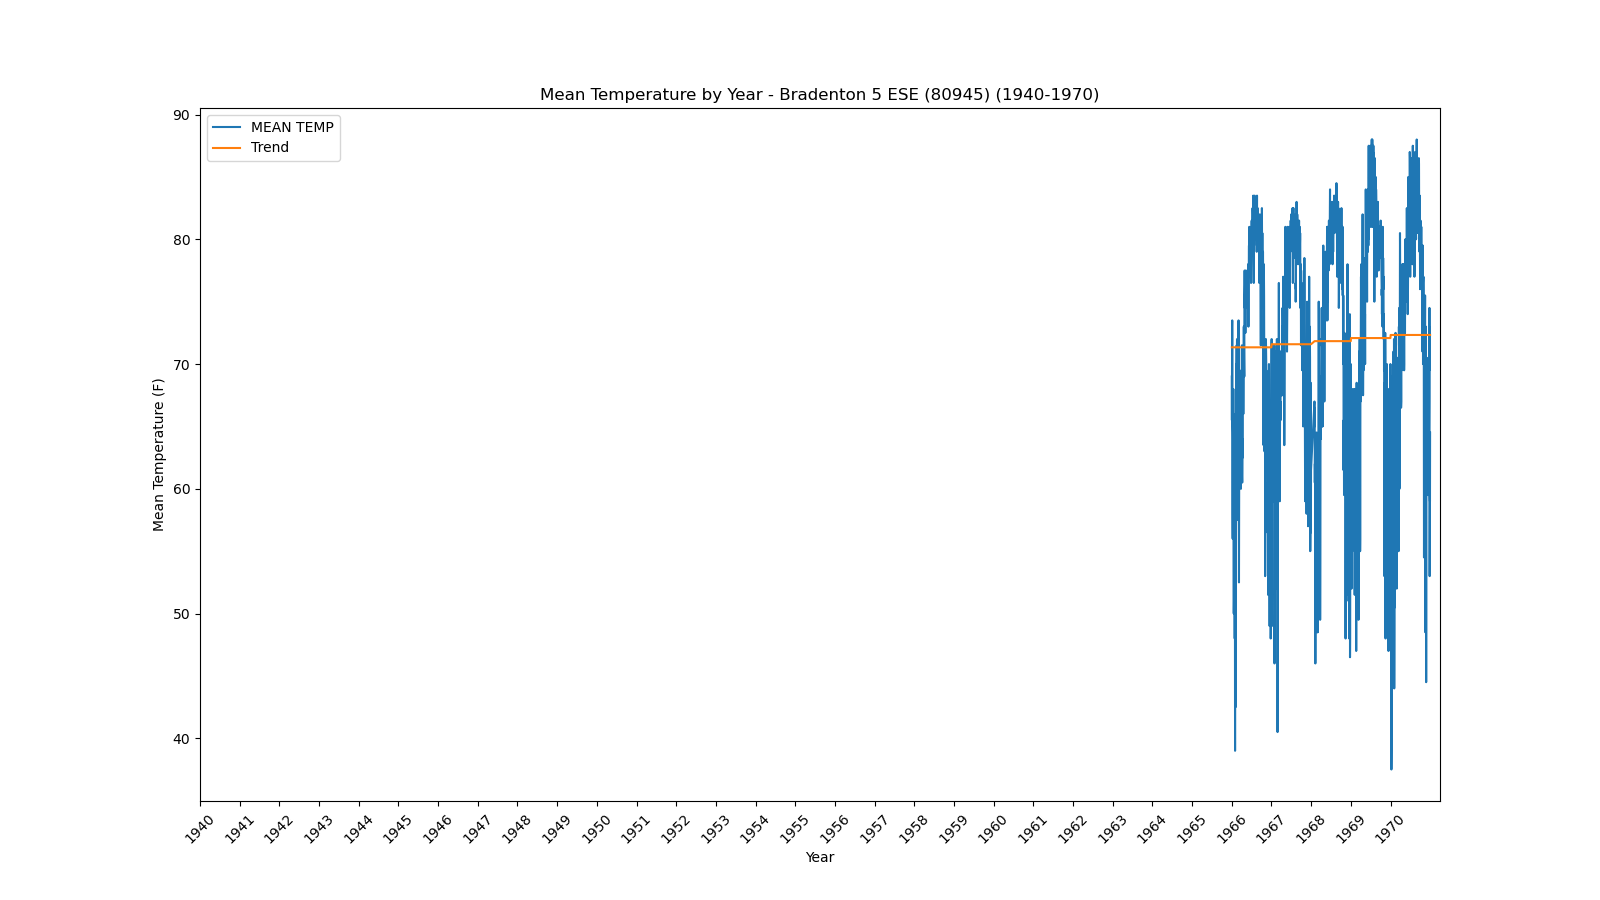 Mean Temperature by Year - Bradenton 5 ESE (80945) (1940-1970)
MEAN TEMP
Trend
90
80
70
60
50
40
Mean Temperature (F)
1940 1941 1942 1943 1944 1945 1946 1947 1948 1949 1950 1951 1952 1953 1954 1955 1956 1957 1958 1959 1960 1961 1962 1963 1964 1965 1966 1967 1968 1969 1970
Year